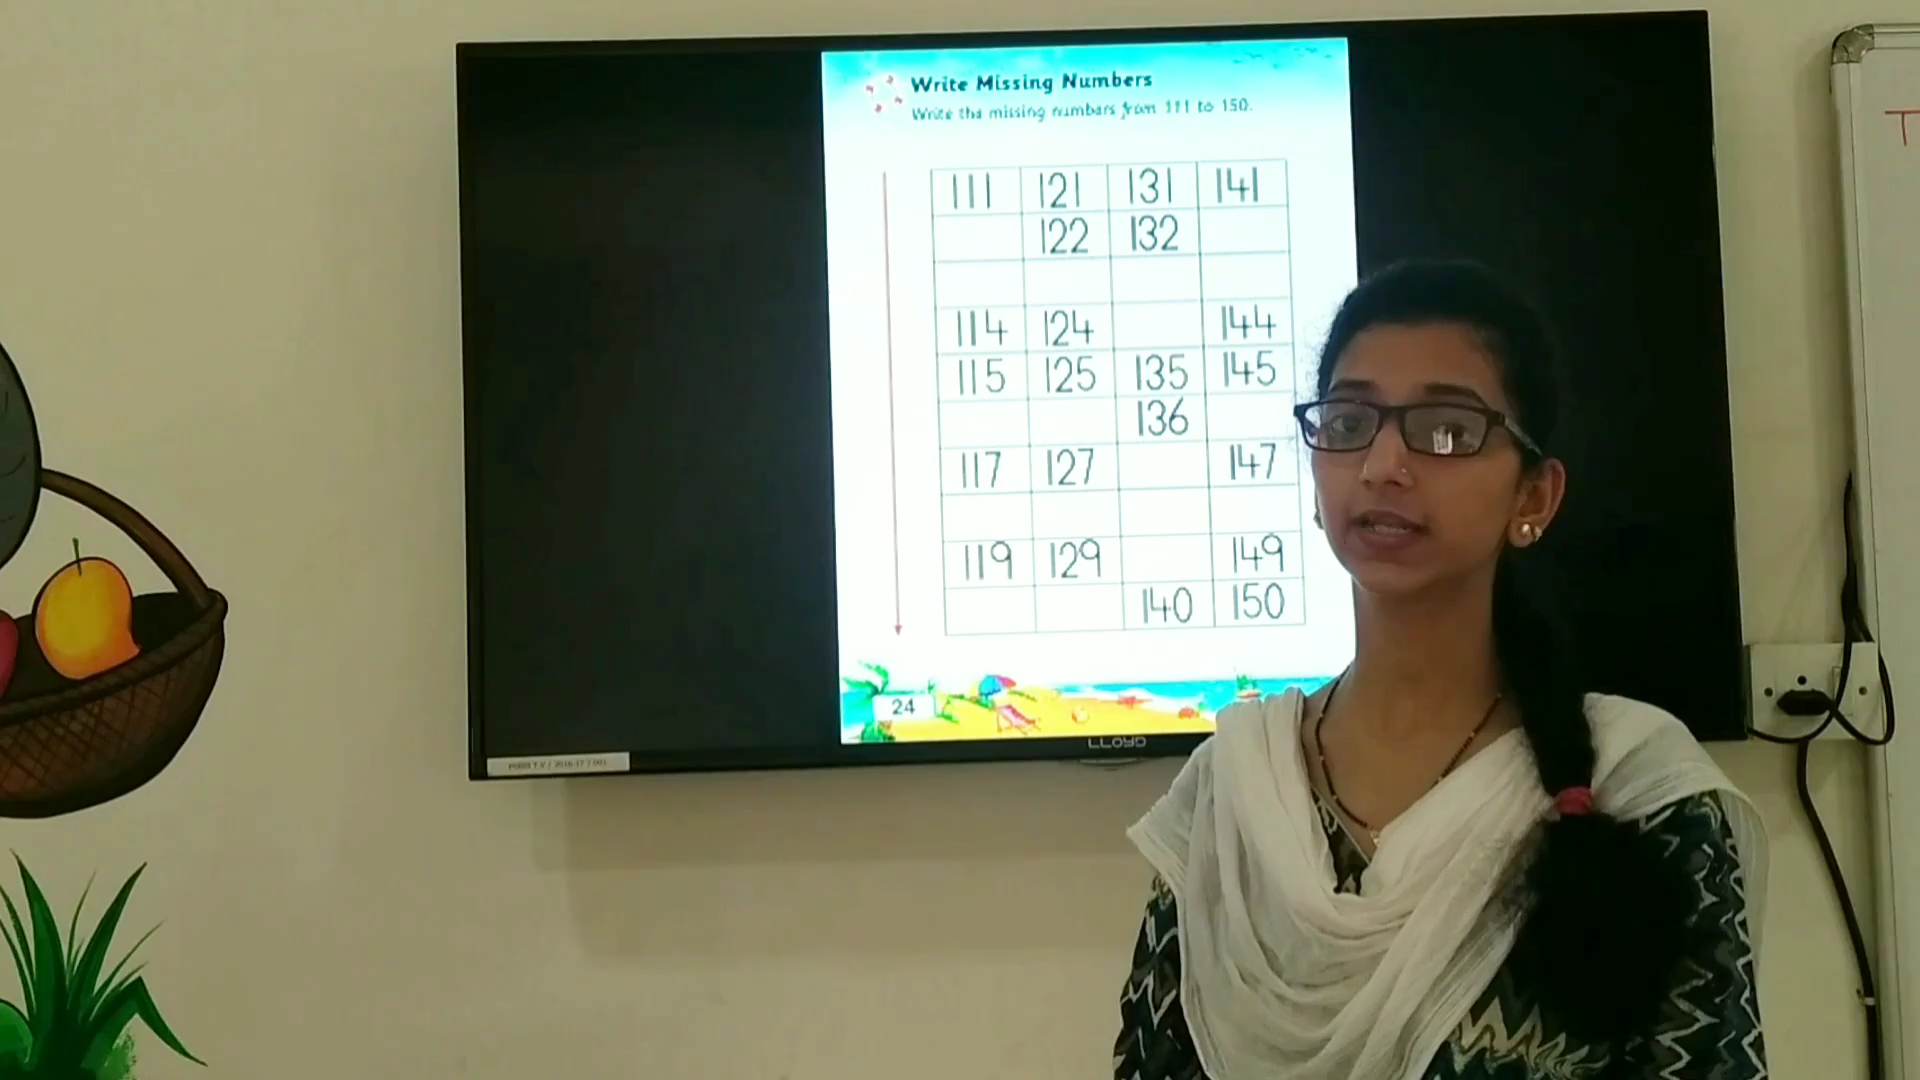 Write Missing Numbers
Write the missing numbers from 111 to 150.
111 121 131 141
122 132
114 124 144
115 125 135 145
136
117 127 147
119 129 149
140 150
24
LLOYD
T